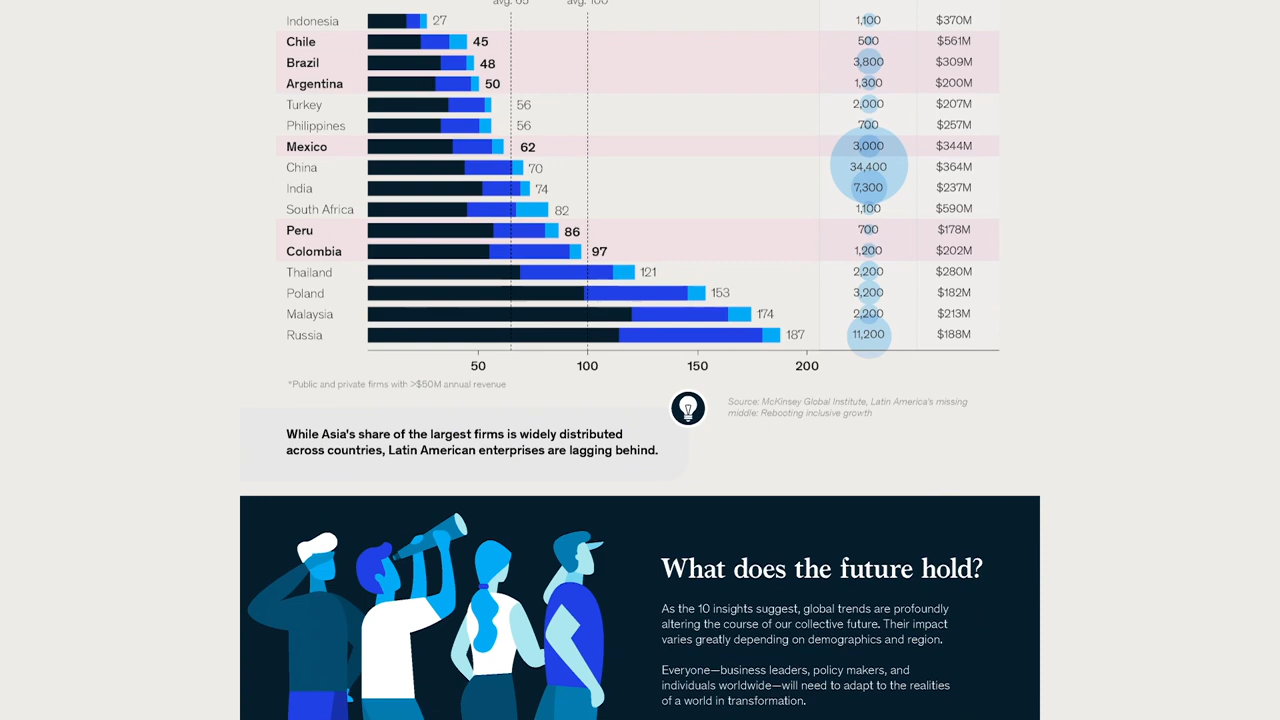 avg. 65 avg. 100
Indonesia 27 1,100 $370M
Chile 45 500 $561M
Brazil 48 3,800 $309M
Argentina 50 1,300 $200M
Turkey 56 2,000 $207M
Philippines 56 700 $257M
Mexico 62 3,000 $344M
China 70 34,400 $364M
India 74 7,300 $237M
South Africa 82 1,100 $590M
Peru 86 700 $178M
Colombia 97 1,200 $202M
Thailand 121 2,200 $280M
Poland 153 3,200 $182M
Malaysia 174 2,200 $213M
Russia 187 11,200 $188M
50 100 150 200
*Public and private firms with >$50M annual revenue
Source: McKinsey Global Institute, Latin America's missing
middle: Rebooting inclusive growth
While Asia's share of the largest firms is widely distributed
across countries, Latin American enterprises are lagging behind.
What does the future hold?
As the 10 insights suggest, global trends are profoundly
altering the course of our collective future. Their impact
varies greatly depending on demographics and region.
Everyone—business leaders, policy makers, and
individuals worldwide—will need to adapt to the realities
of a world in transformation.